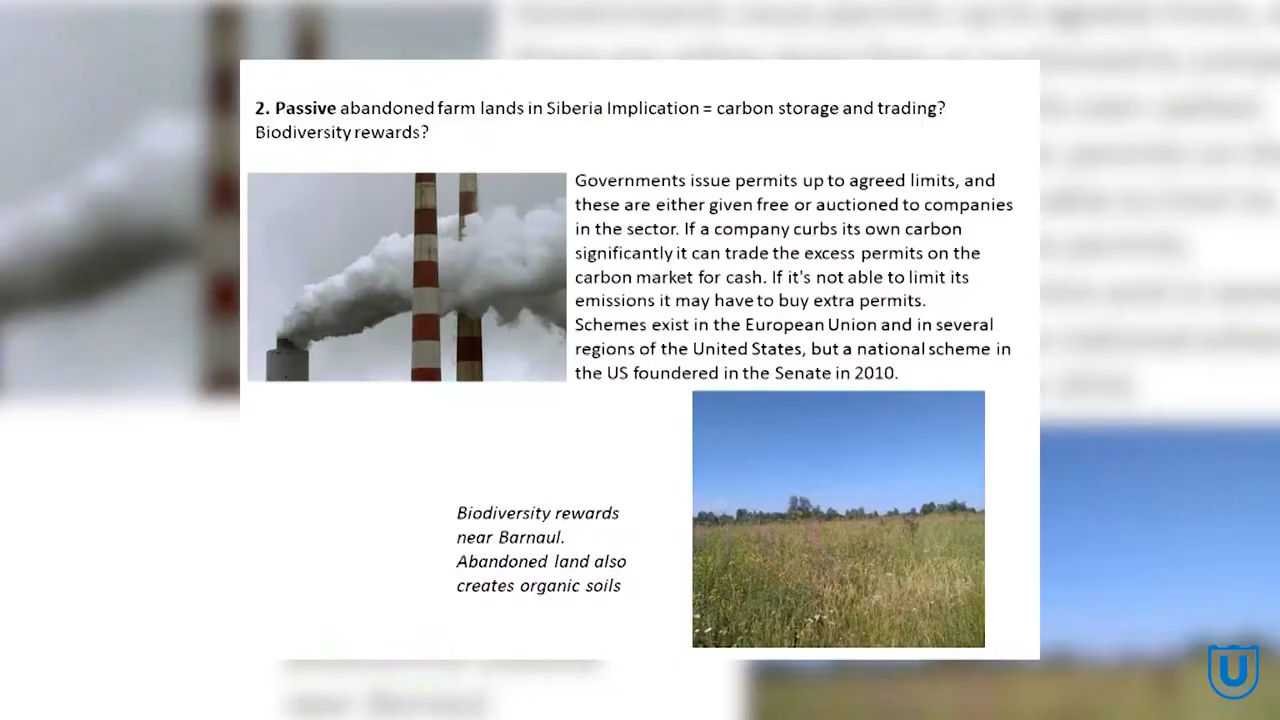 2. Passive abandoned farm lands in Siberia Implication = carbon storage and trading?
Biodiversity rewards?
Governments issue permits up to agreed limits, and
these are either given free or auctioned to companies
in the sector. If a company curbs its own carbon
significantly it can trade the excess permits on the
carbon market for cash. If it's not able to limit its
emissions it may have to buy extra permits.
Schemes exist in the European Union and in several
regions of the United States, but a national scheme in
the US foundered in the Senate in 2010.
Biodiversity rewards
near Barnaul.
Abandoned land also
creates organic soils
U